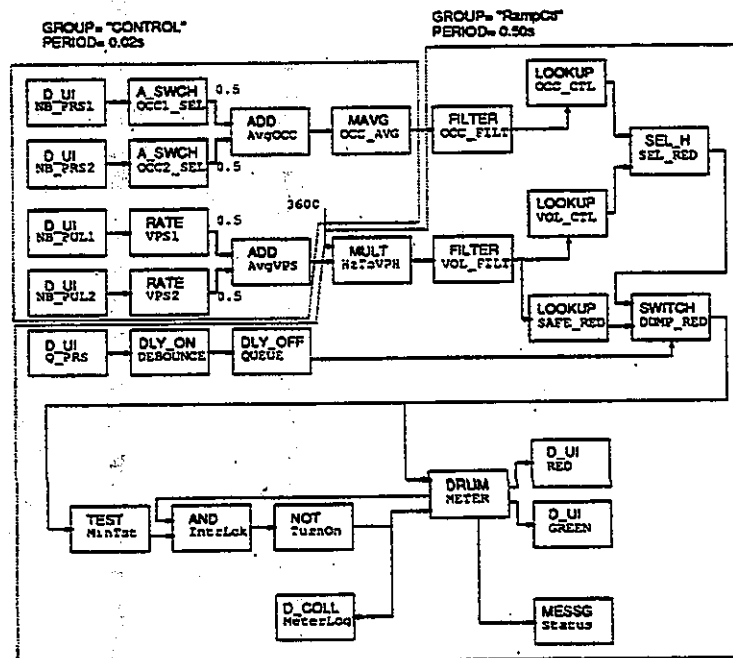 GROUP= "CONTROL"
PERIOD= 0.02s
GROUP= "RampCtl"
PERIOD= 0.50s
D_UI
NB_PRS1
A_SWCH
OCC1_SEL
0.5
ADD
AvgOCC
MAVG
OCC_AVG
FILTER
OCC_FILT
LOOKUP
OCC_CTL
SEL_H
SEL_RED
D_UI
NB_PRS2
A_SWCH
OCC2_SEL
0.5
D_UI
NB_PUL1
RATE
VPS1
0.5
ADD
AvgVPS
3600
MULT
HzToVPH
FILTER
VOL_FILT
LOOKUP
VOL_CTL
D_UI
NB_PUL2
RATE
VPS2
0.5
LOOKUP
SAFE_RED
SWITCH
DUMP_RED
D_UI
Q_PRS
DLY_ON
DEBOUNCE
DLY_OFF
QUEUE
DRUM
METER
D_UI
RED
D_UI
GREEN
TEST
MinTst
AND
IntrLck
NOT
TurnOn
D_COLL
MeterLog
MESSG
Status